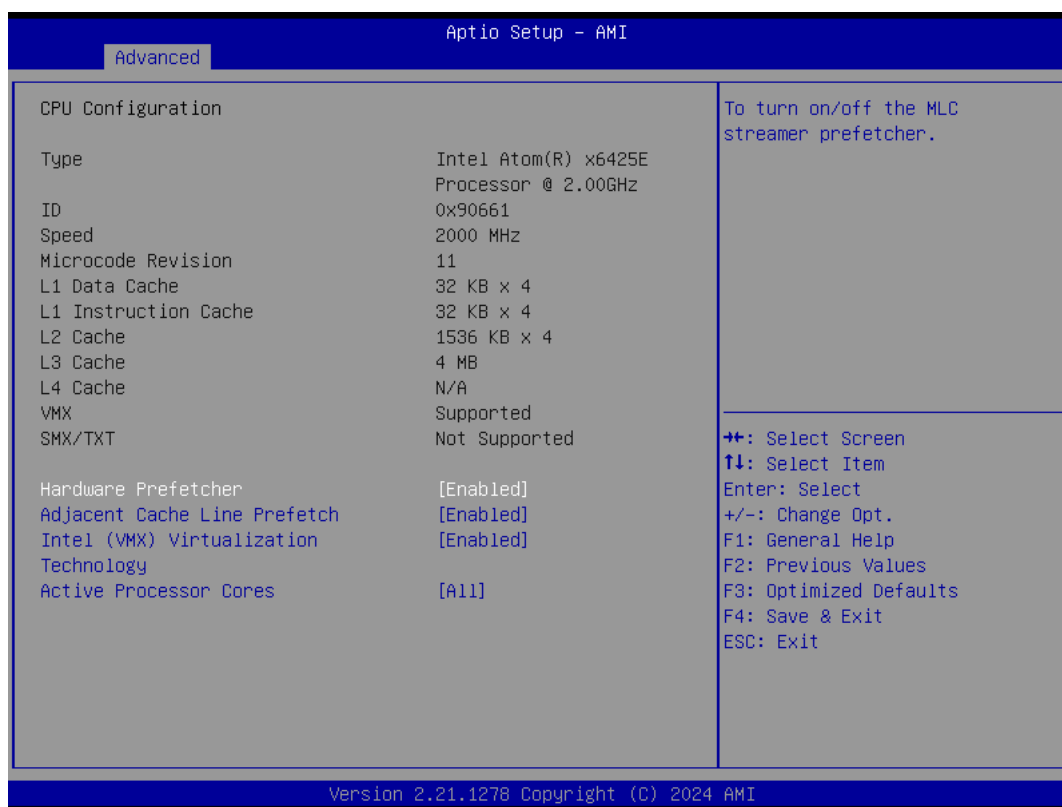 Aptio Setup – AMI
Advanced
CPU Configuration
Type Intel Atom(R) x6425E
Processor @ 2.00GHz
ID 0x90661
Speed 2000 MHz
Microcode Revision 11
L1 Data Cache 32 KB x 4
L1 Instruction Cache 32 KB x 4
L2 Cache 1536 KB x 4
L3 Cache 4 MB
L4 Cache N/A
VMX Supported
SMX/TXT Not Supported
Hardware Prefetcher [Enabled]
Adjacent Cache Line Prefetch [Enabled]
Intel (VMX) Virtualization [Enabled]
Technology
Active Processor Cores [All]
To turn on/off the MLC
streamer prefetcher.
→←: Select Screen
↑↓: Select Item
Enter: Select
+/-: Change Opt.
F1: General Help
F2: Previous Values
F3: Optimized Defaults
F4: Save & Exit
ESC: Exit
Version 2.21.1278 Copyright (C) 2024 AMI